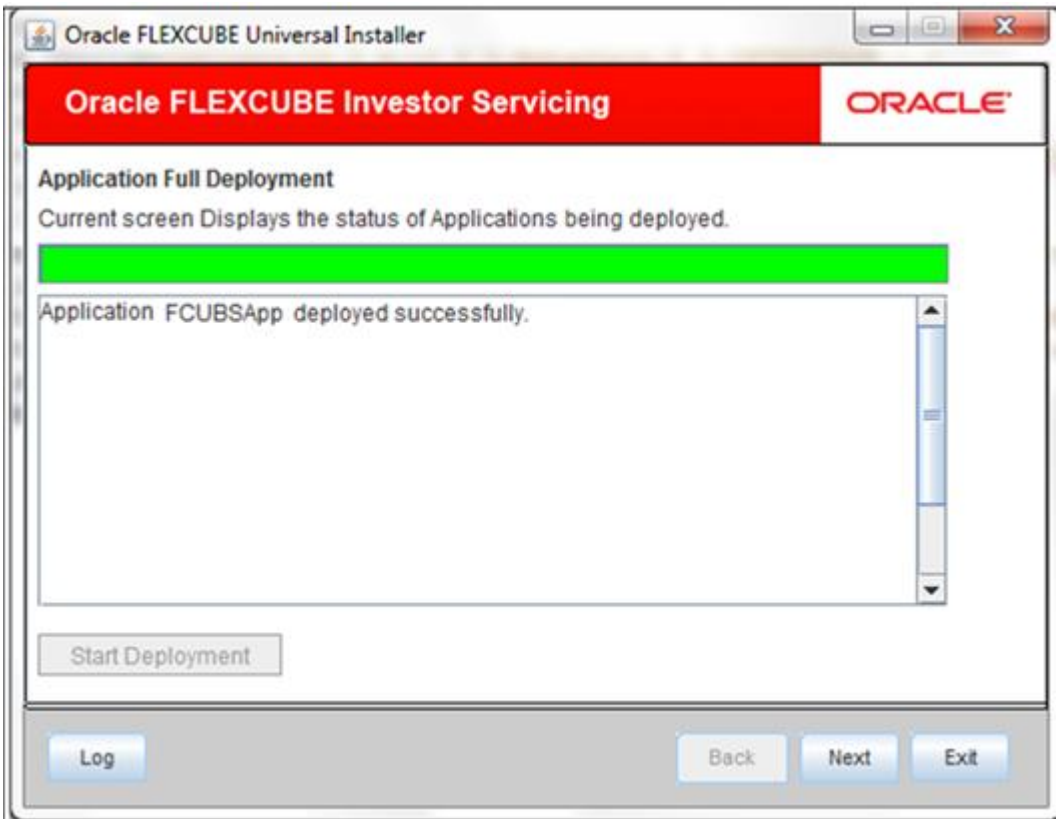 Oracle FLEXCUBE Universal Installer
Oracle FLEXCUBE Investor Servicing
ORACLE
Application Full Deployment
Current screen Displays the status of Applications being deployed.
Application FCUBSApp deployed successfully.
Start Deployment
Log
Back
Next
Exit